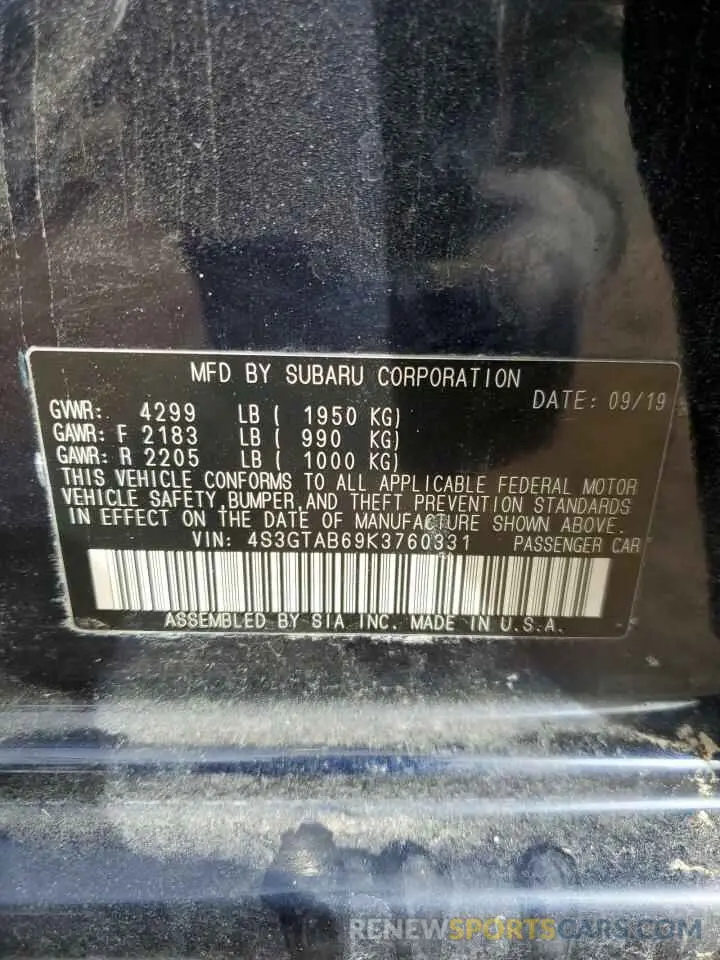 MFD BY SUBARU CORPORATION
DATE: 09/19
GVWR: 4299 LB ( 1950 KG)
GAWR: F 2183 LB ( 990 KG)
GAWR: R 2205 LB ( 1000 KG)
THIS VEHICLE CONFORMS TO ALL APPLICABLE FEDERAL MOTOR
VEHICLE SAFETY,BUMPER,AND THEFT PREVENTION STANDARDS
IN EFFECT ON THE DATE OF MANUFACTURE SHOWN ABOVE.
VIN: 4S3GTAB69K3760331 PASSENGER CAR
ASSEMBLED BY SIA INC. MADE IN U.S.A.
RENEWSPORTSCARS.COM